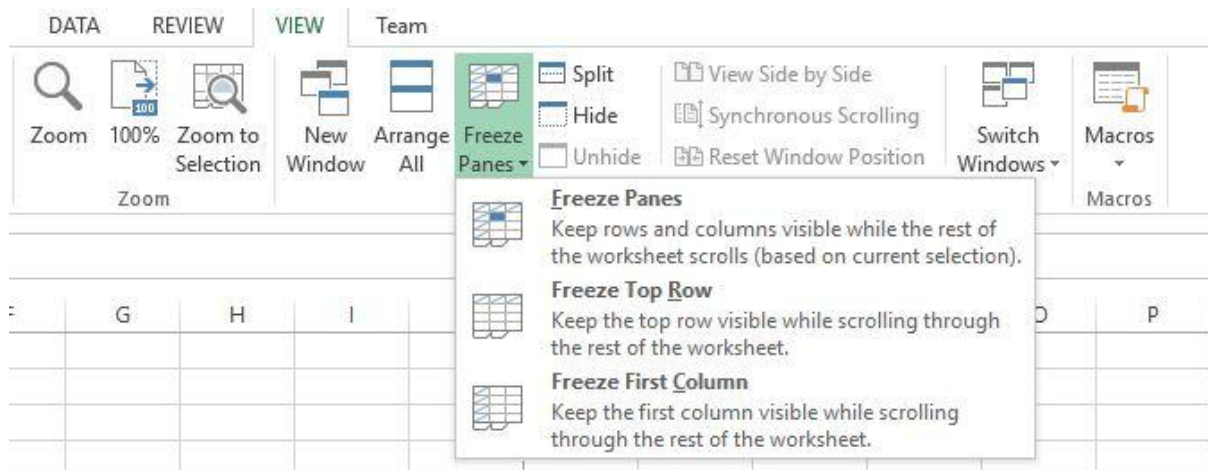 DATA REVIEW VIEW Team
100
Zoom 100% Zoom to Selection
New Window Arrange All Freeze Panes
Split
Hide
Unhide
View Side by Side
Synchronous Scrolling
Reset Window Position
Switch Windows
Macros
Zoom
Macros
Freeze Panes
Keep rows and columns visible while the rest of
the worksheet scrolls (based on current selection).
Freeze Top Row
Keep the top row visible while scrolling through
the rest of the worksheet.
Freeze First Column
Keep the first column visible while scrolling
through the rest of the worksheet.
G H I P